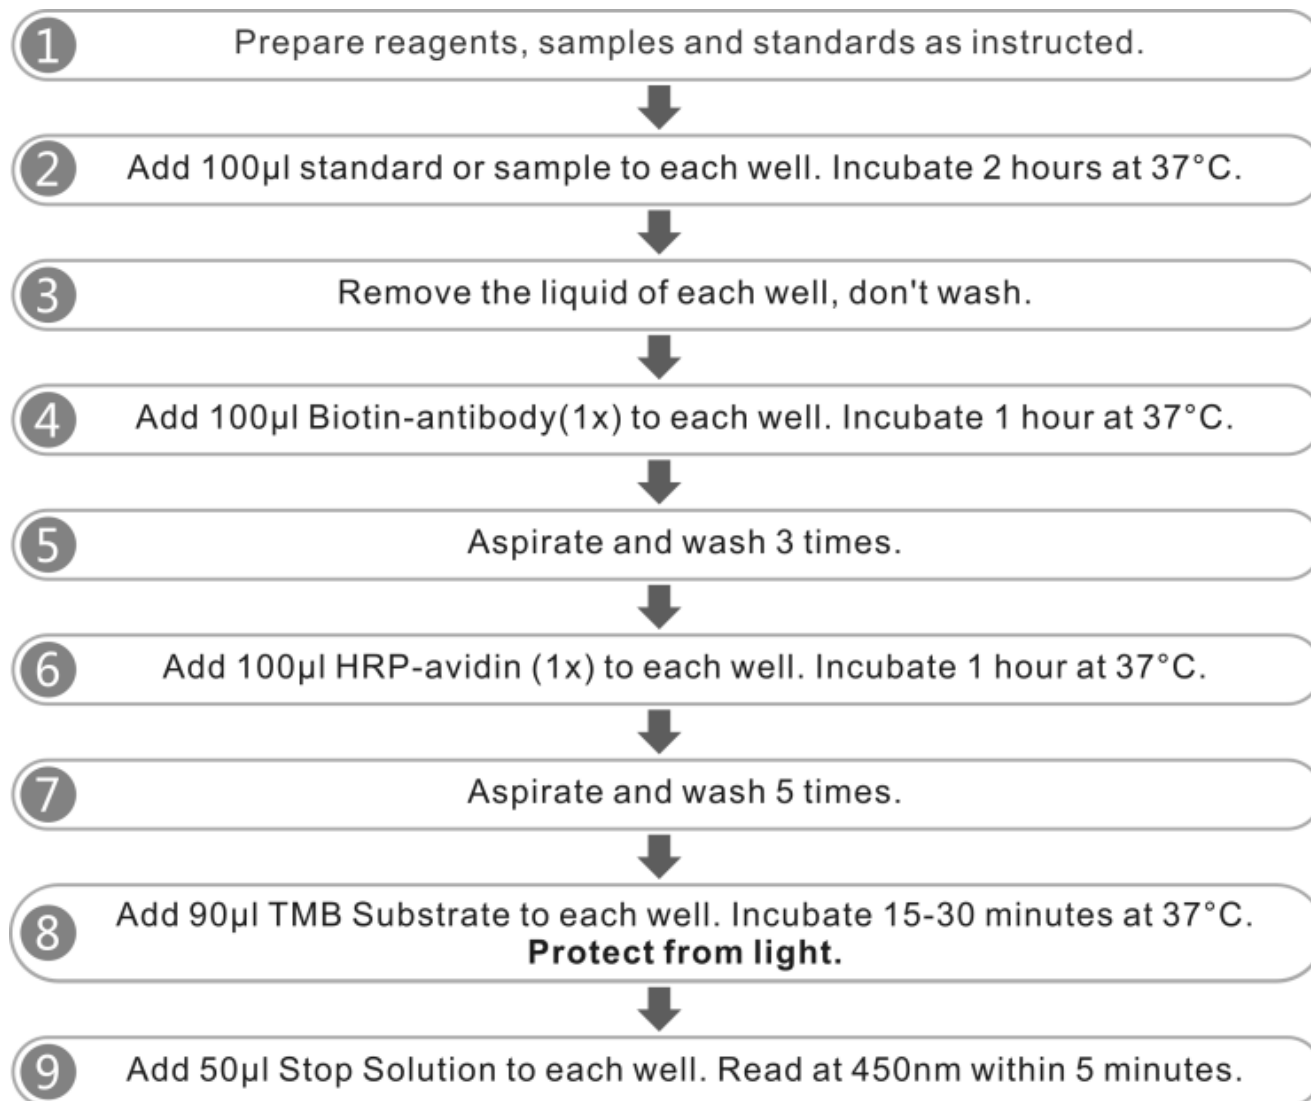 1 Prepare reagents, samples and standards as instructed.
2 Add 100µl standard or sample to each well. Incubate 2 hours at 37°C.
3 Remove the liquid of each well, don't wash.
4 Add 100µl Biotin-antibody(1x) to each well. Incubate 1 hour at 37°C.
5 Aspirate and wash 3 times.
6 Add 100µl HRP-avidin (1x) to each well. Incubate 1 hour at 37°C.
7 Aspirate and wash 5 times.
8 Add 90µl TMB Substrate to each well. Incubate 15-30 minutes at 37°C.
Protect from light.
9 Add 50µl Stop Solution to each well. Read at 450nm within 5 minutes.